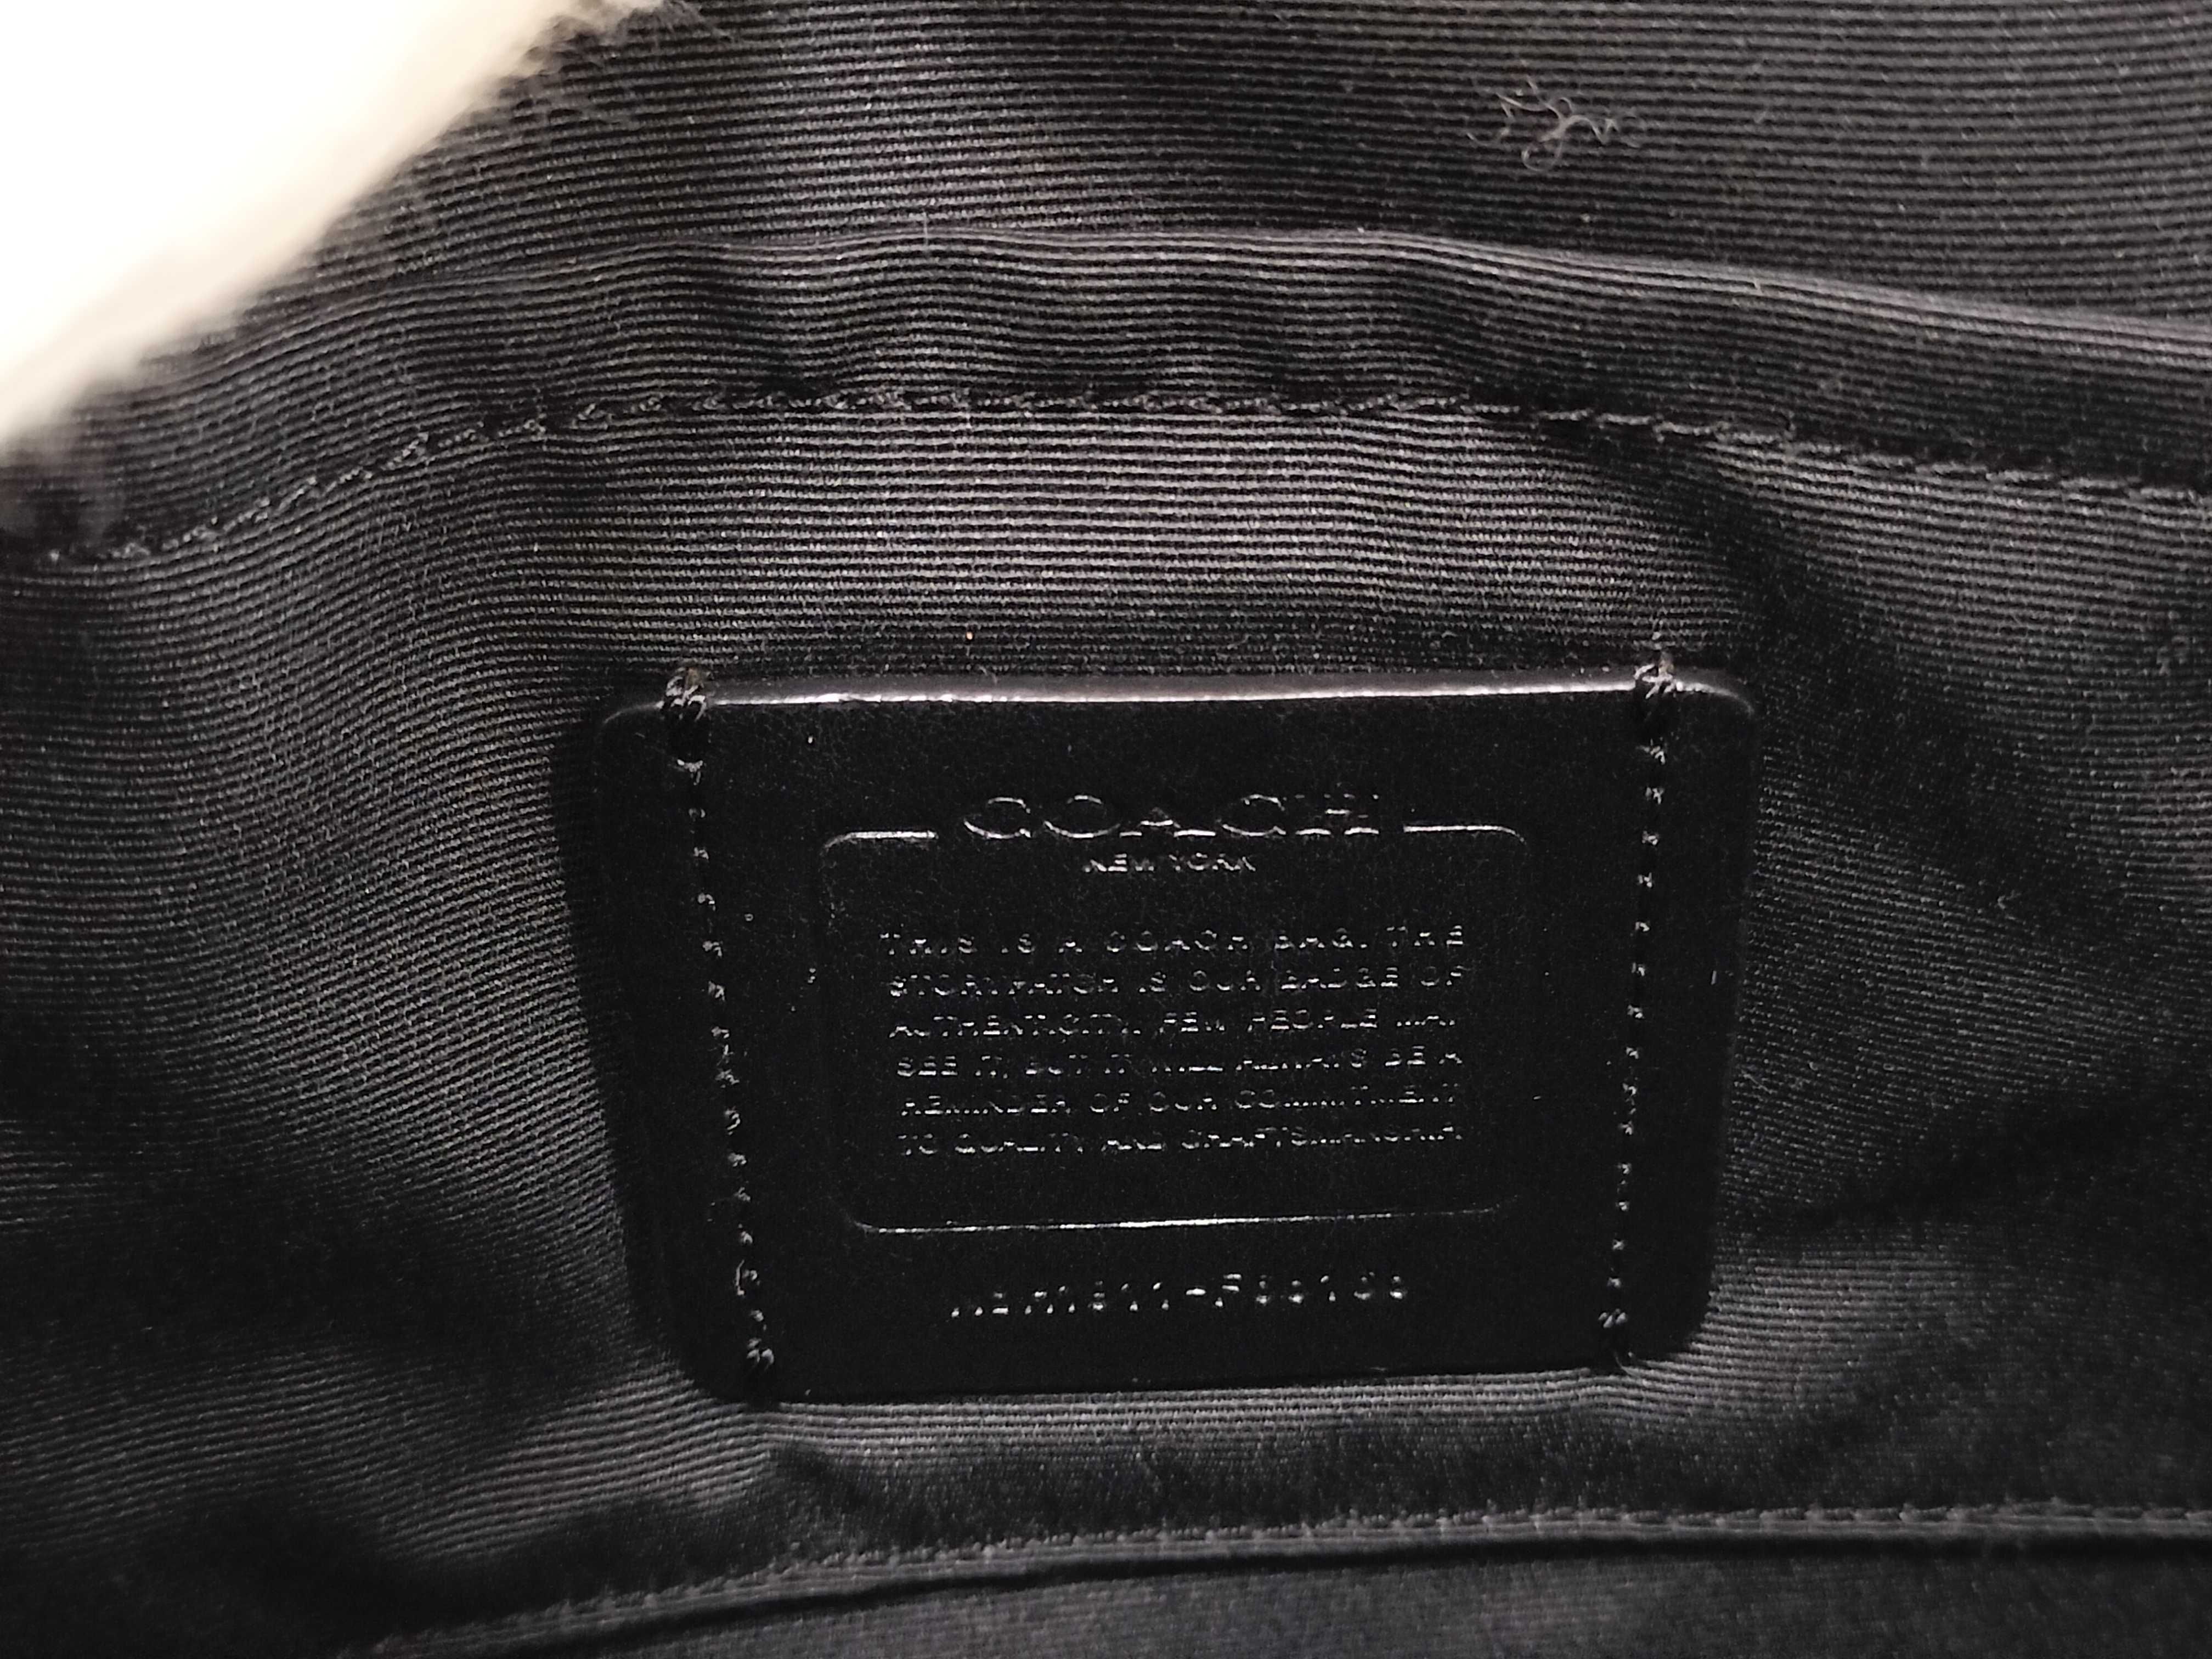 COACH
NEW YORK
THIS IS A COACH BAG. THE
STORYPATCH IS OUR BADGE OF
AUTHENTICITY. FEW PEOPLE MAY
SEE IT, BUT IT WILL ALWAYS BE A
REMINDER OF OUR COMMITMENT
TO QUALITY AND CRAFTSMANSHIP.